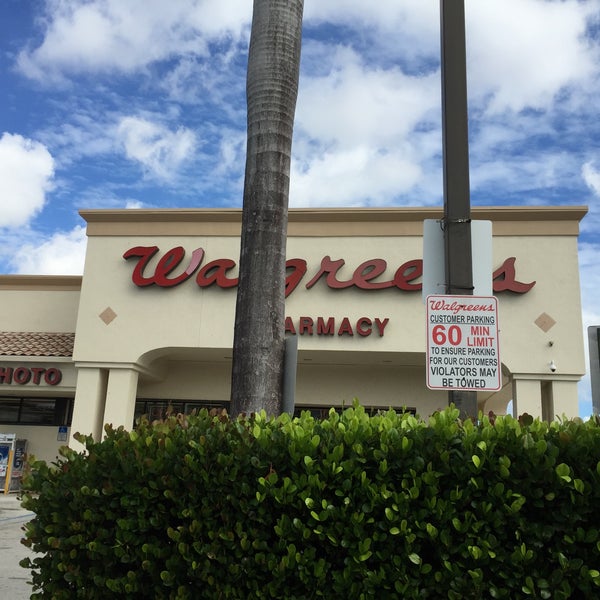 Walgreens
ARMACY
HOTO
Walgreens
CUSTOMER PARKING
60 MIN LIMIT
TO ENSURE PARKING
FOR OUR CUSTOMERS
VIOLATORS MAY
BE TOWED